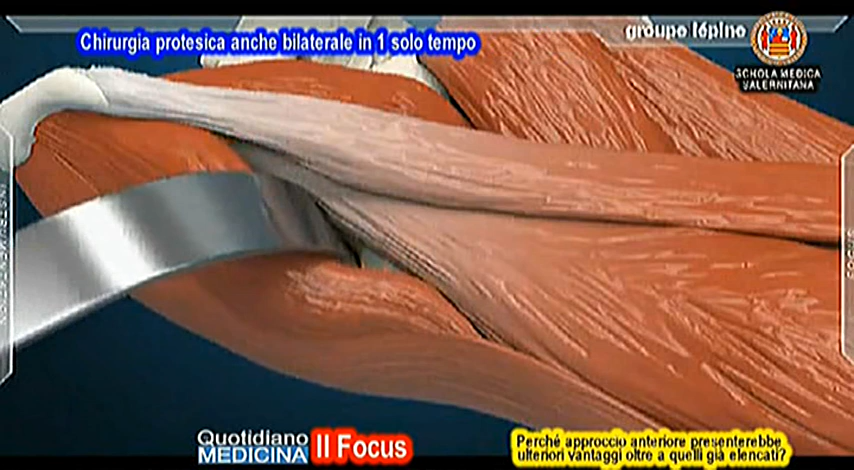 Chirurgia protesica anche bilaterale in 1 solo tempo
groupo lépine
SCHOLA MEDICA
SALERNITANA
Quotidiano
MEDICINA
Il Focus
Perché approccio anteriore presenterebbe
ulteriori vantaggi oltre a quelli già elencati?